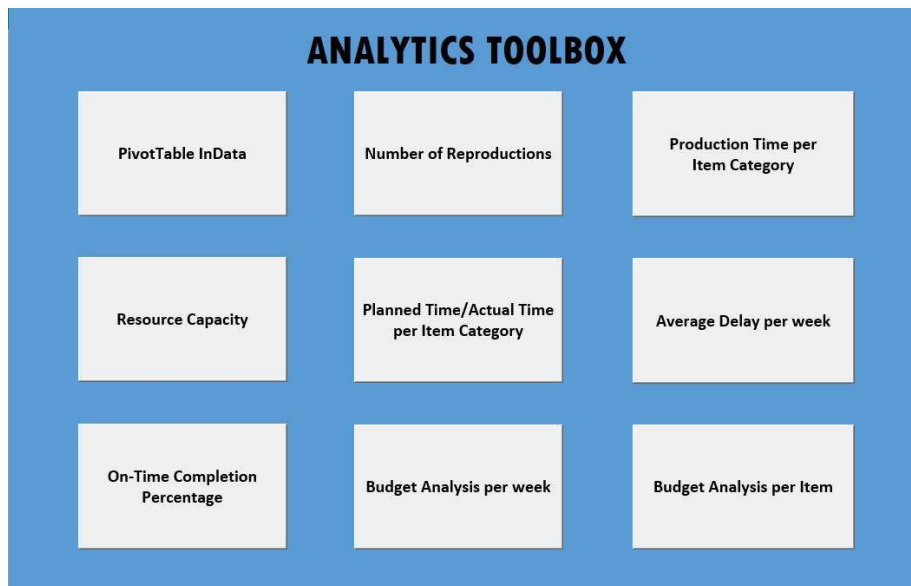 ANALYTICS TOOLBOX
PivotTable InData
Number of Reproductions
Production Time per
Item Category
Resource Capacity
Planned Time/Actual Time
per Item Category
Average Delay per week
On-Time Completion
Percentage
Budget Analysis per week
Budget Analysis per Item